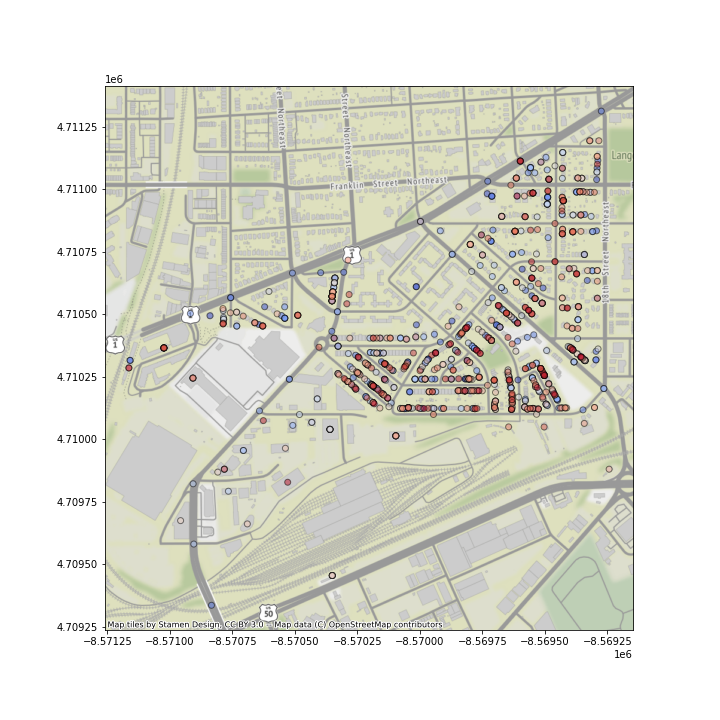 1e6
4.71125
4.71100
4.71075
4.71050
4.71025
4.71000
4.70975
4.70950
4.70925
Street Northeast
Franklin Street Northeast
Lang
18th Street Northeast
US
1
1
50
Map tiles by Stamen Design, CC BY 3.0 -- Map data (C) OpenStreetMap contributors
−8.57125 −8.57100 −8.57075 −8.57050 −8.57025 −8.57000 −8.56975 −8.56950 −8.56925
1e6